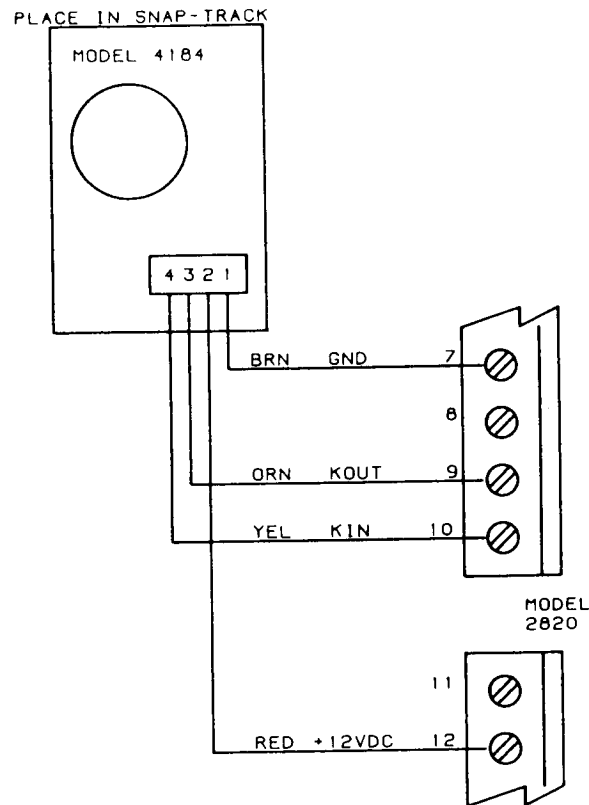 PLACE IN SNAP-TRACK
MODEL 4184
4 3 2 1
BRN GND 7
8
ORN KOUT 9
YEL KIN 10
MODEL
2820
11
RED +12VDC 12